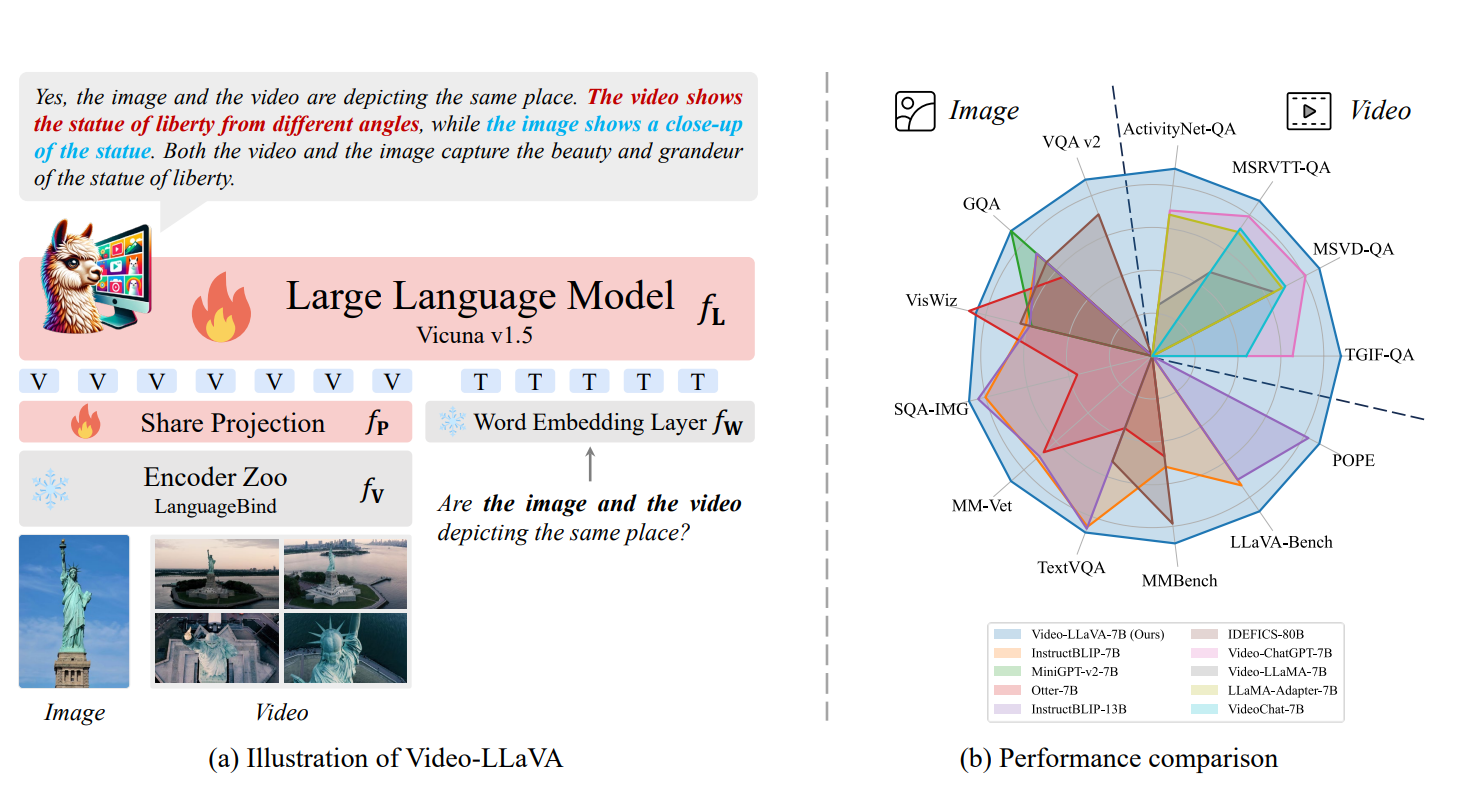 Yes, the image and the video are depicting the same place. The video shows
the statue of liberty from different angles, while the image shows a close-up
of the statue. Both the video and the image capture the beauty and grandeur
of the statue of liberty.
Large Language Model
Vicuna v1.5
fL
V V V V V V V
T T T T T
Share Projection fP
Word Embedding Layer fW
Encoder Zoo
LanguageBind
fV
Are the image and the video
depicting the same place?
Image
Video
(a) Illustration of Video-LLaVA
Image
Video
VQA v2
ActivityNet-QA
MSRVTT-QA
GQA
MSVD-QA
VisWiz
TGIF-QA
SQA-IMG
POPE
MM-Vet
LLaVA-Bench
TextVQA
MMBench
Video-LLaVA-7B (Ours)
InstructBLIP-7B
MiniGPT-v2-7B
Otter-7B
InstructBLIP-13B
IDEFICS-80B
Video-ChatGPT-7B
Video-LLaMA-7B
LLaMA-Adapter-7B
VideoChat-7B
(b) Performance comparison